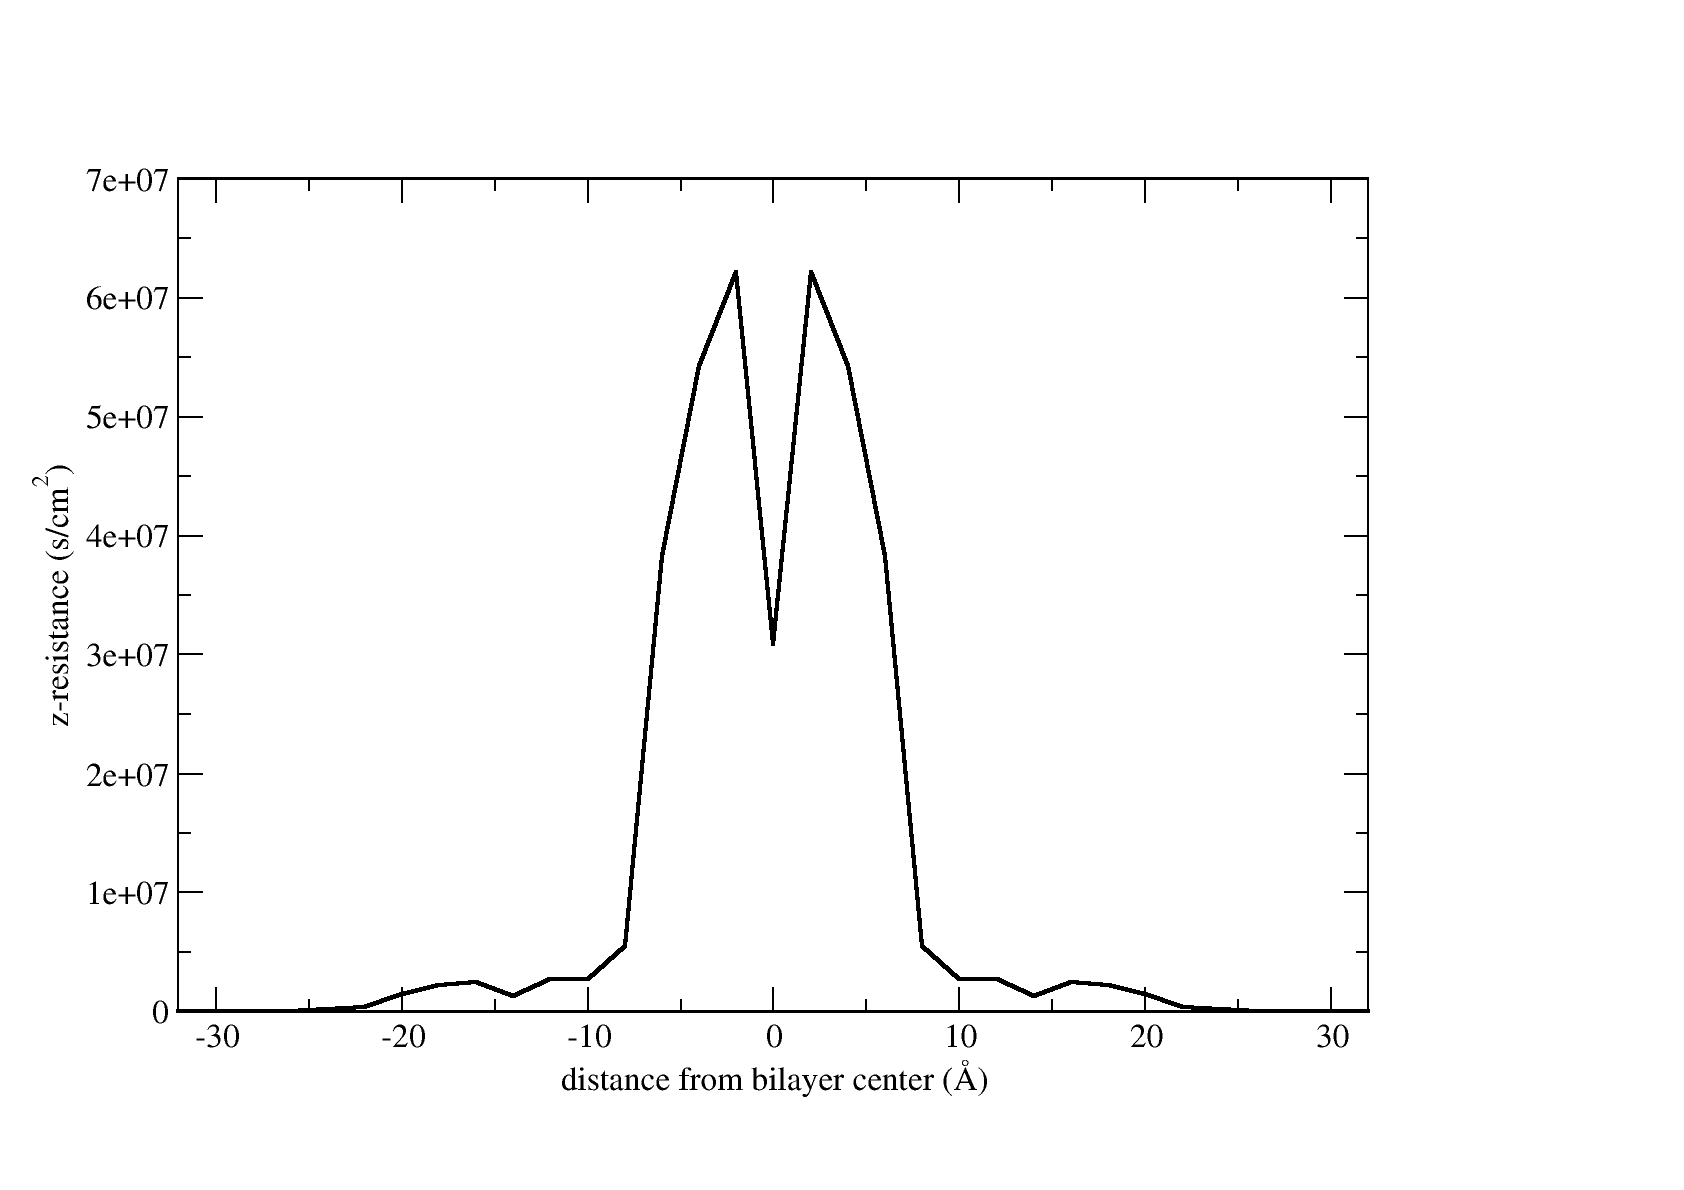 7e+07
6e+07
5e+07
4e+07
3e+07
2e+07
1e+07
0
z-resistance (s/cm²)
-30 -20 -10 0 10 20 30
distance from bilayer center (Å)